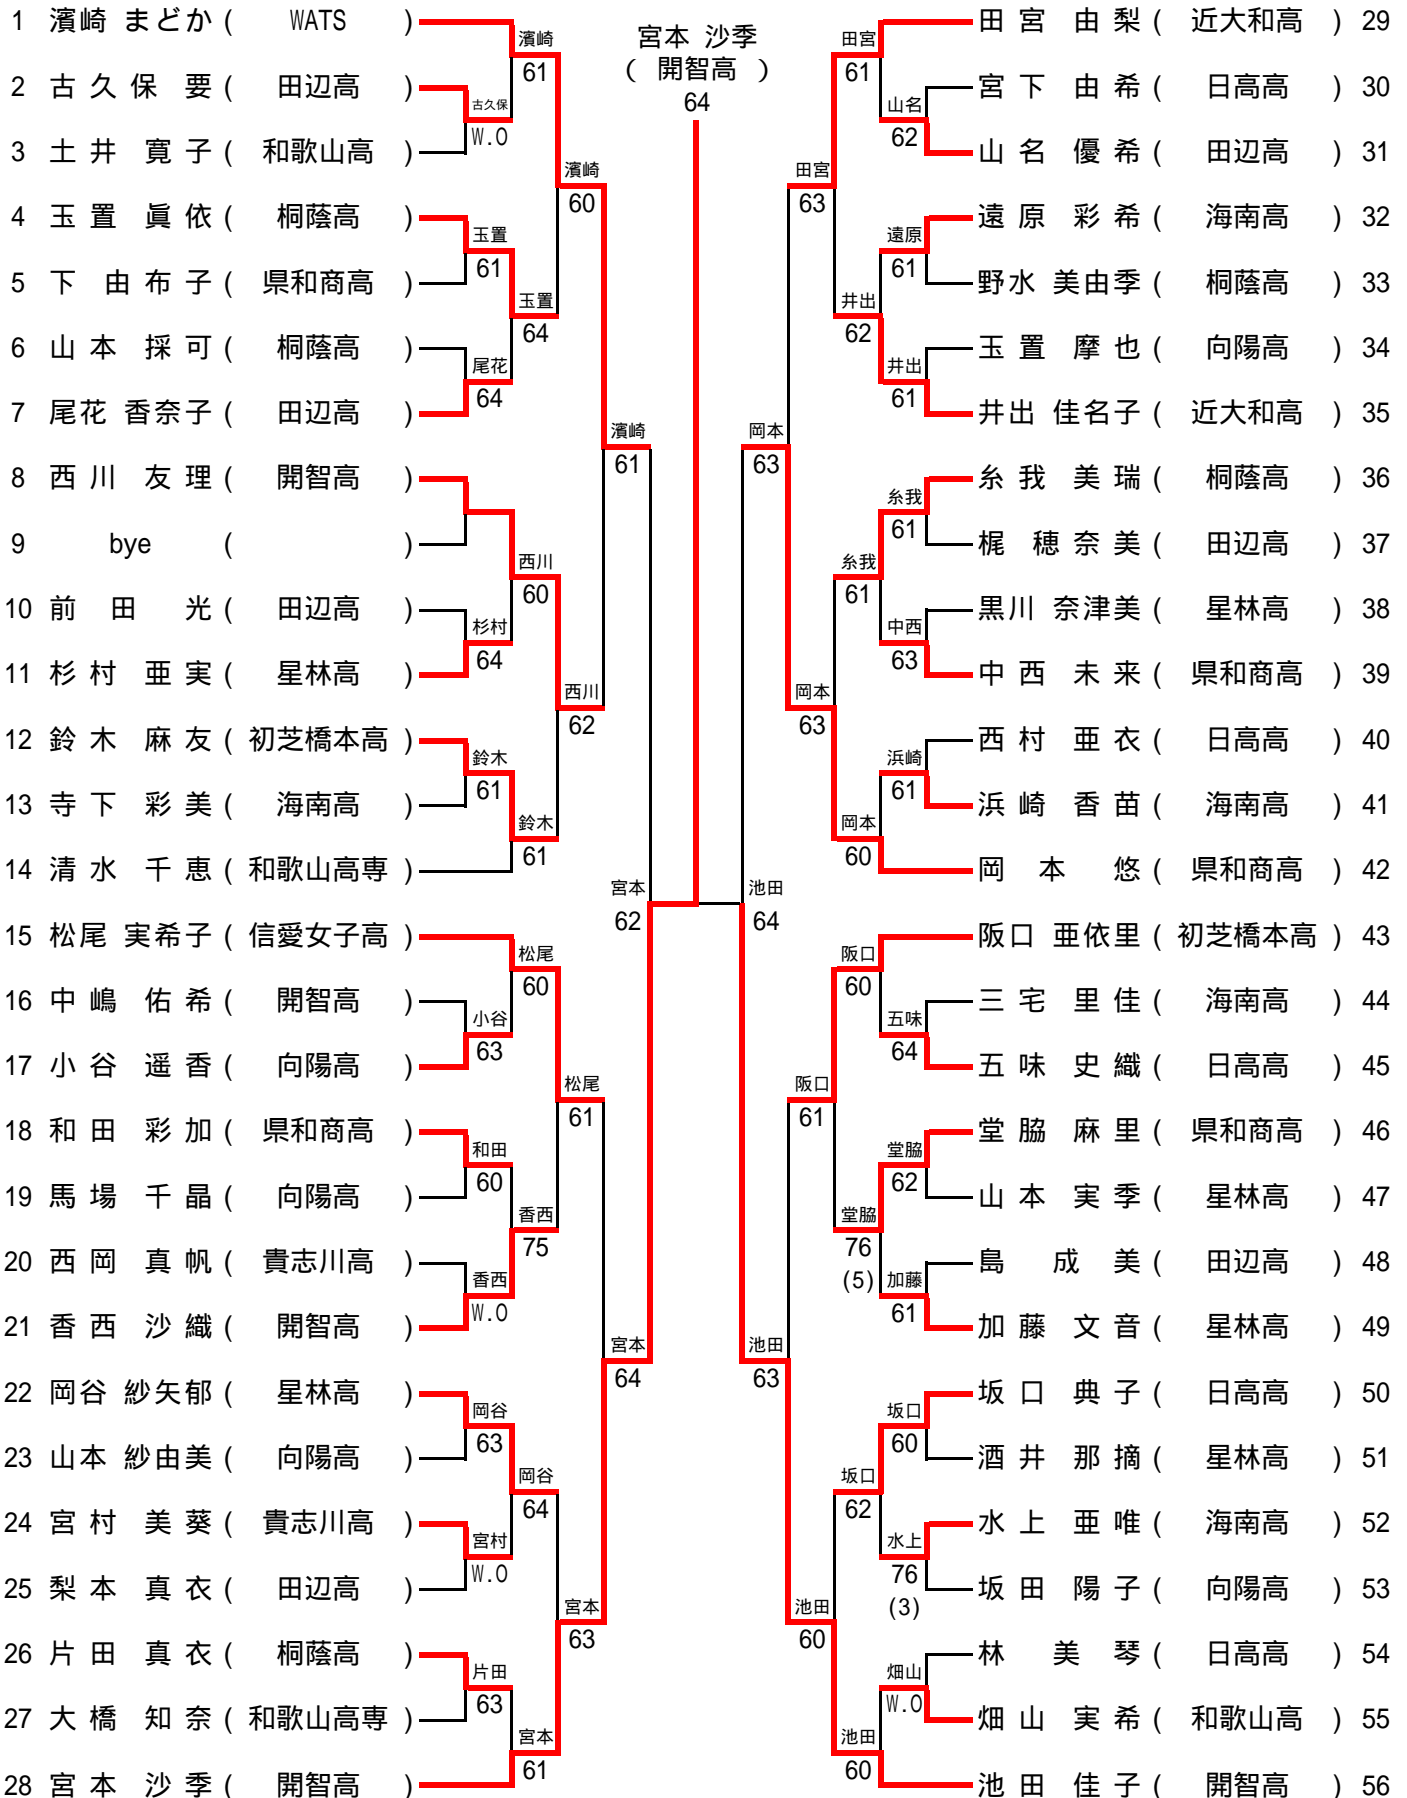 1 濱崎 まどか ( WATS )
2 古久保 要 ( 田辺高 )
3 土井 寛子 ( 和歌山高 )
4 玉置 眞依 ( 桐蔭高 )
5 下 由布子 ( 県和商高 )
6 山本 採可 ( 桐蔭高 )
7 尾花 香奈子 ( 田辺高 )
8 西川 友理 ( 開智高 )
9 bye ( )
10 前田 光 ( 田辺高 )
11 杉村 亜実 ( 星林高 )
12 鈴木 麻友 ( 初芝橋本高 )
13 寺下 彩美 ( 海南高 )
14 清水 千恵 ( 和歌山高専 )
15 松尾 実希子 ( 信愛女子高 )
16 中嶋 佑希 ( 開智高 )
17 小谷 遥香 ( 向陽高 )
18 和田 彩加 ( 県和商高 )
19 馬場 千晶 ( 向陽高 )
20 西岡 真帆 ( 貴志川高 )
21 香西 沙織 ( 開智高 )
22 岡谷 紗矢郁 ( 星林高 )
23 山本 紗由美 ( 向陽高 )
24 宮村 美葵 ( 貴志川高 )
25 梨本 真衣 ( 田辺高 )
26 片田 真衣 ( 桐蔭高 )
27 大橋 知奈 ( 和歌山高専 )
28 宮本 沙季 ( 開智高 )
古久保
W.O
玉置
61
尾花
64
杉村
64
鈴木
61
小谷
63
和田
60
香西
W.O
岡谷
63
宮村
W.O
片田
63
濱崎
61
玉置
64
西川
60
鈴木
61
松尾
60
香西
75
岡谷
64
宮本
61
濱崎
60
西川
62
松尾
61
宮本
63
濱崎
61
宮本
64
宮本
62
宮本 沙季
( 開智高 )
64
池田
64
岡本
63
池田
63
田宮
63
岡本
63
阪口
61
池田
60
田宮
61
井出
62
糸我
61
岡本
60
阪口
60
堂脇
76
(5)
坂口
62
池田
60
山名
62
遠原
61
井出
61
糸我
61
中西
63
浜崎
61
五味
64
堂脇
62
加藤
61
坂口
60
水上
76
(3)
畑山
W.O
田宮 由梨 ( 近大和高 ) 29
宮下 由希 ( 日高高 ) 30
山名 優希 ( 田辺高 ) 31
遠原 彩希 ( 海南高 ) 32
野水 美由季 ( 桐蔭高 ) 33
玉置 摩也 ( 向陽高 ) 34
井出 佳名子 ( 近大和高 ) 35
糸我 美瑞 ( 桐蔭高 ) 36
梶 穂奈美 ( 田辺高 ) 37
黒川 奈津美 ( 星林高 ) 38
中西 未来 ( 県和商高 ) 39
西村 亜衣 ( 日高高 ) 40
浜崎 香苗 ( 海南高 ) 41
岡本 悠 ( 県和商高 ) 42
阪口 亜依里 ( 初芝橋本高 ) 43
三宅 里佳 ( 海南高 ) 44
五味 史織 ( 日高高 ) 45
堂脇 麻里 ( 県和商高 ) 46
山本 実季 ( 星林高 ) 47
島 成美 ( 田辺高 ) 48
加藤 文音 ( 星林高 ) 49
坂口 典子 ( 日高高 ) 50
酒井 那摘 ( 星林高 ) 51
水上 亜唯 ( 海南高 ) 52
坂田 陽子 ( 向陽高 ) 53
林 美琴 ( 日高高 ) 54
畑山 実希 ( 和歌山高 ) 55
池田 佳子 ( 開智高 ) 56